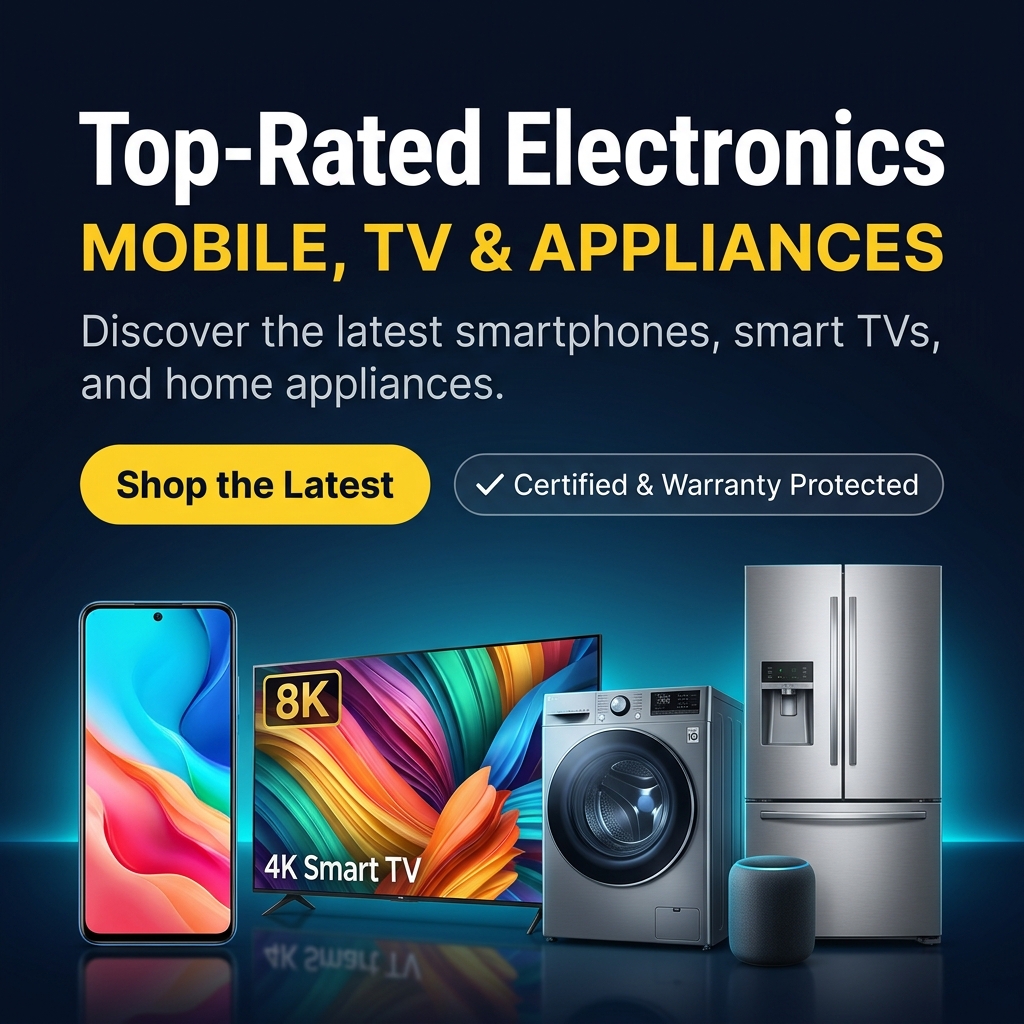 Top-Rated Electronics
MOBILE, TV & APPLIANCES
Discover the latest smartphones, smart TVs,
and home appliances.
Shop the Latest
✓ Certified & Warranty Protected
8K
4K Smart TV
10